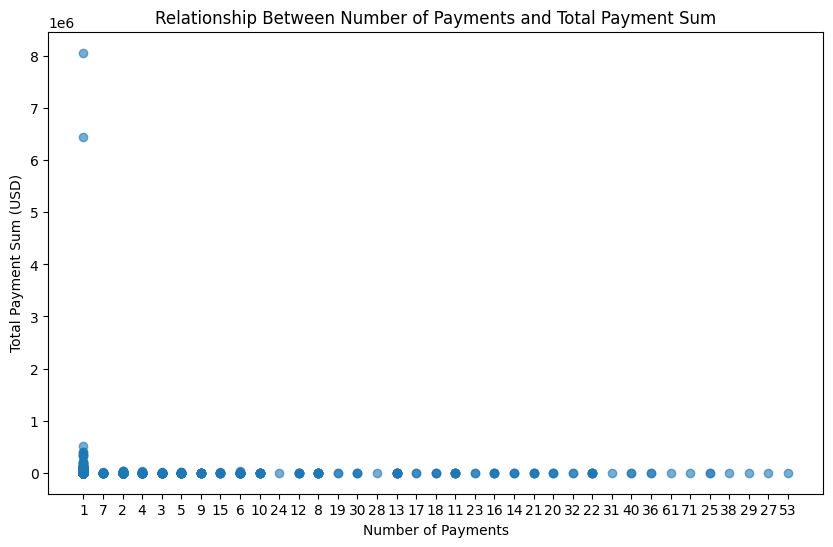 Relationship Between Number of Payments and Total Payment Sum
1e6
8
7
6
5
4
3
2
1
0
Total Payment Sum (USD)
1 7 2 4 3 5 9 15 6 10 24 12 8 19 30 28 13 17 18 11 23 16 14 21 20 32 22 31 40 36 61 71 25 38 29 27 53
Number of Payments